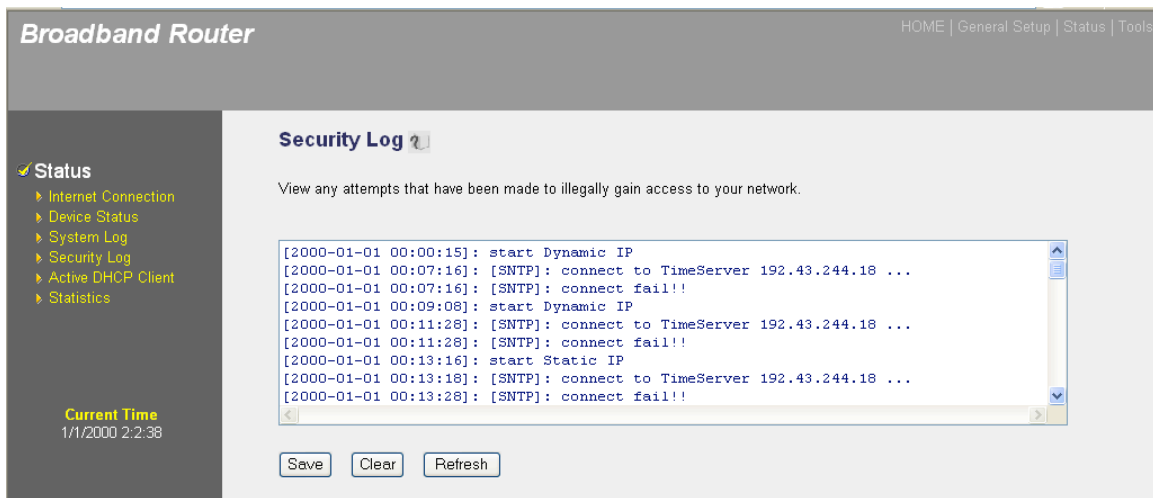 Broadband Router
HOME | General Setup | Status | Tools
Status
Internet Connection
Device Status
System Log
Security Log
Active DHCP Client
Statistics
Current Time
1/1/2000 2:2:38
Security Log
View any attempts that have been made to illegally gain access to your network.
[2000-01-01 00:00:15]: start Dynamic IP
[2000-01-01 00:07:16]: [SNTP]: connect to TimeServer 192.43.244.18 ...
[2000-01-01 00:07:16]: [SNTP]: connect fail!!
[2000-01-01 00:09:08]: start Dynamic IP
[2000-01-01 00:11:28]: [SNTP]: connect to TimeServer 192.43.244.18 ...
[2000-01-01 00:11:28]: [SNTP]: connect fail!!
[2000-01-01 00:13:16]: start Static IP
[2000-01-01 00:13:18]: [SNTP]: connect to TimeServer 192.43.244.18 ...
[2000-01-01 00:13:28]: [SNTP]: connect fail!!
Save Clear Refresh